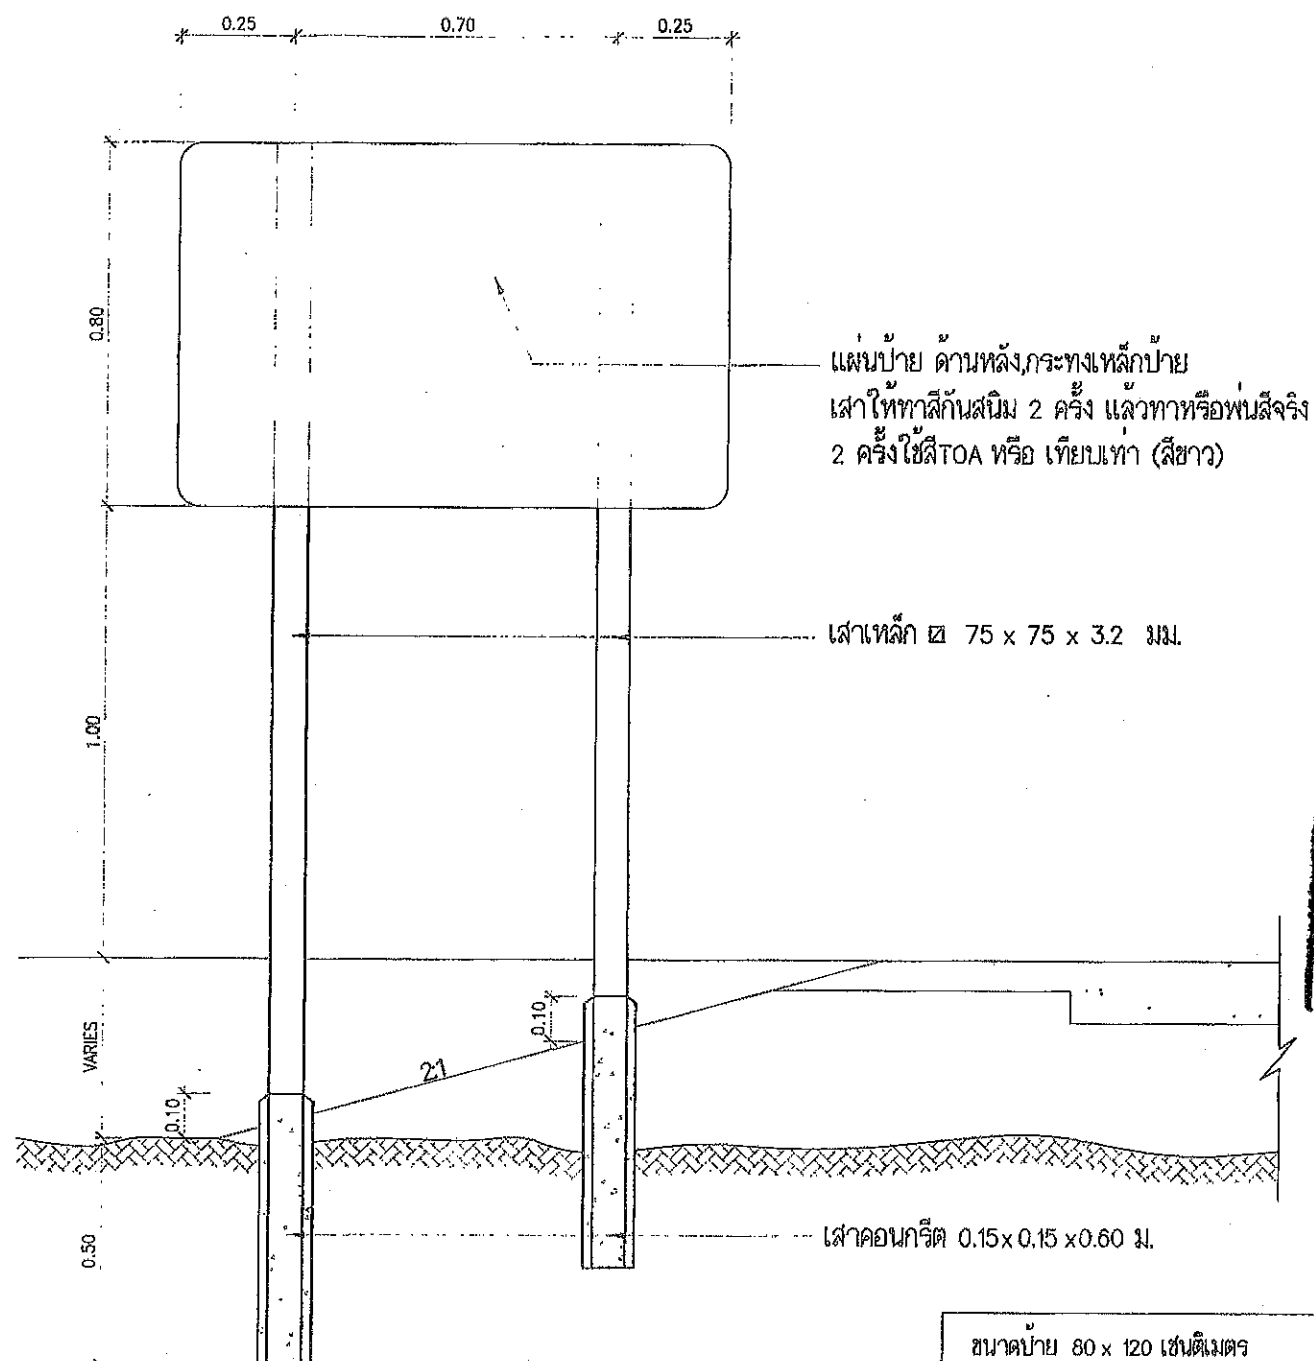 0.25 0.70 0.25
0.80
แผ่นป้าย ด้านหลัง,กระทงเหล็กป้าย
เสาให้ทาสีกันสนิม 2 ครั้ง แล้วทาหรือพ่นสีจริง
2 ครั้งใช้สีTOA หรือ เทียบเท่า (สีขาว)
เสาเหล็ก 75 x 75 x 3.2 มม.
1.00
0.10
VARIES
2:1
0.10
เสาคอนกรีต 0.15x0.15x0.60 ม.
0.50
ขนาดป้าย 80 x 120 เซนติเมตร